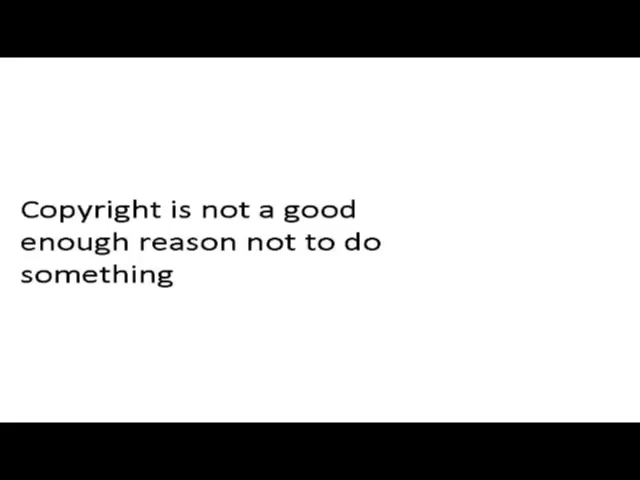 Copyright is not a good
enough reason not to do
something